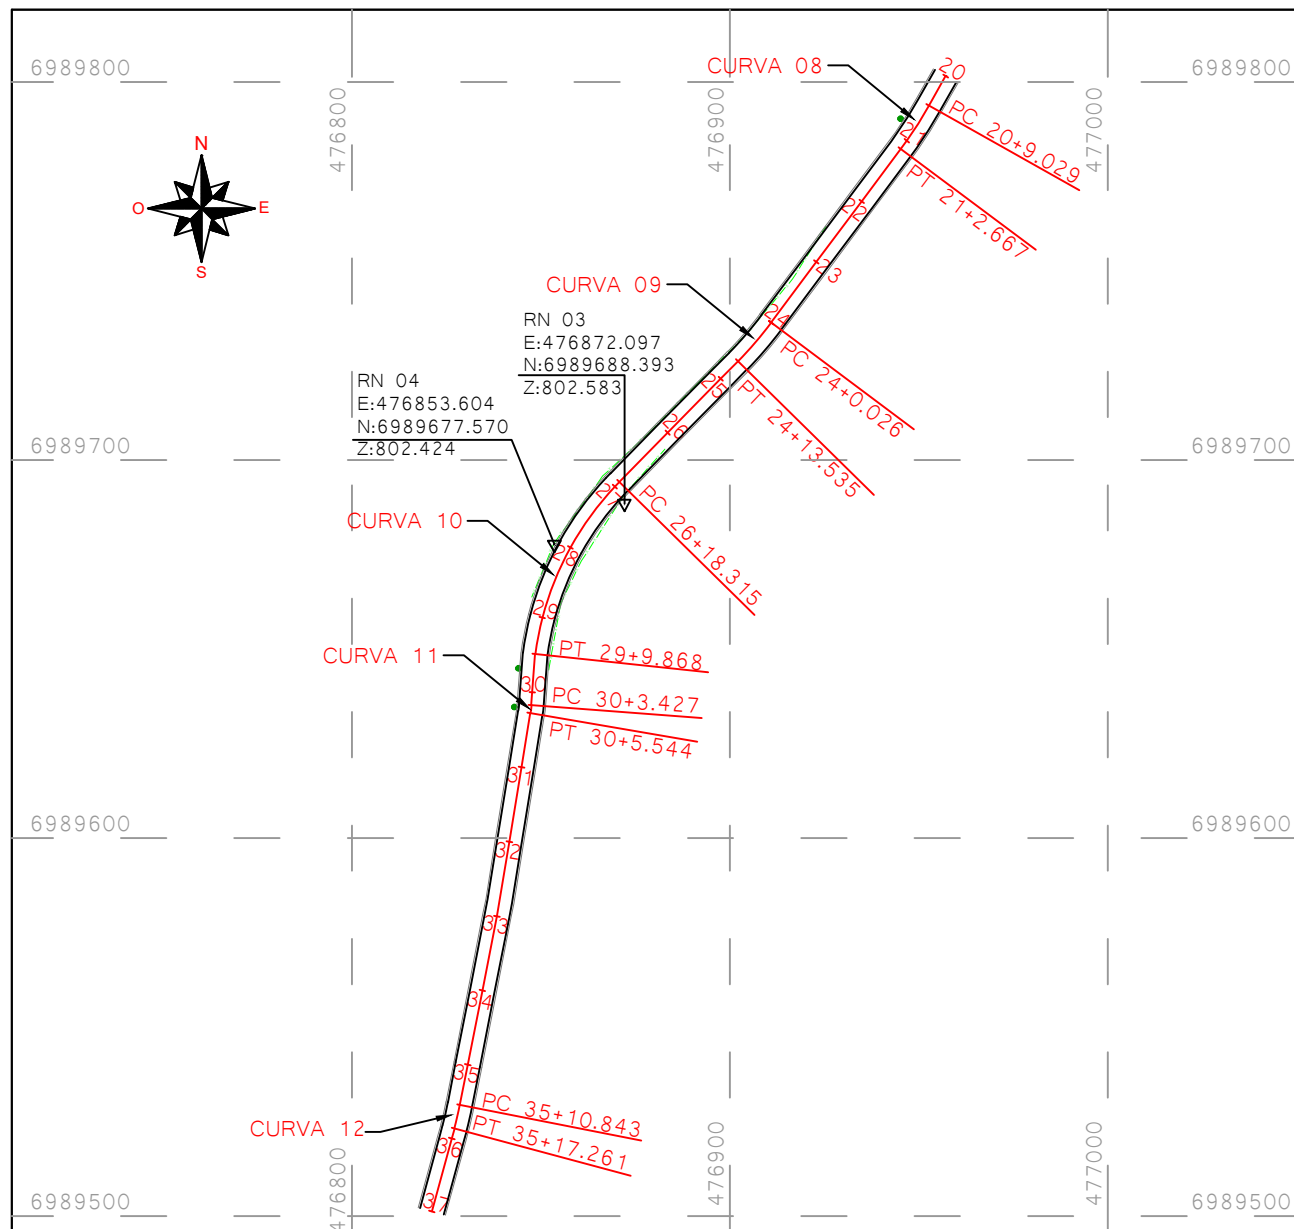 20
CURVA 08
6989800
6989800
476800
476900
477000
PC 20+9.029
21
N
PT 21+2.667
O
E
22
S
23
CURVA 09
24
RN 03
E:476872.097
N:6989688.393
Z:802.583
PC 24+0.026
RN 04
E:476853.604
N:6989677.570
Z:802.424
25
PT 24+13.535
26
6989700
6989700
27
PC 26+18.315
CURVA 10
28
29
CURVA 11
PT 29+9.868
30
PC 30+3.427
PT 30+5.544
31
6989600
6989600
32
33
34
35
PC 35+10.843
CURVA 12
PT 35+17.261
36
476800
476900
477000
6989500
37
6989500